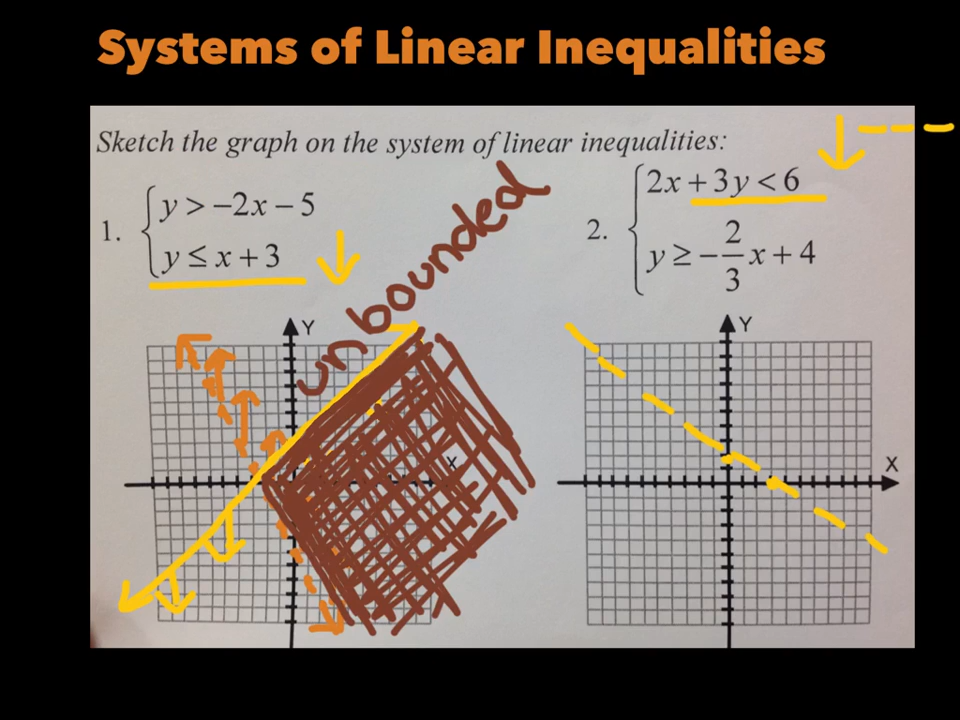 Systems of Linear Inequalities
Sketch the graph on the system of linear inequalities:
1. { y > −2x − 5
y ≤ x + 3
2. { 2x + 3y < 6
y ≥ −2/3 x + 4
unbounded
Y
X
Y
X